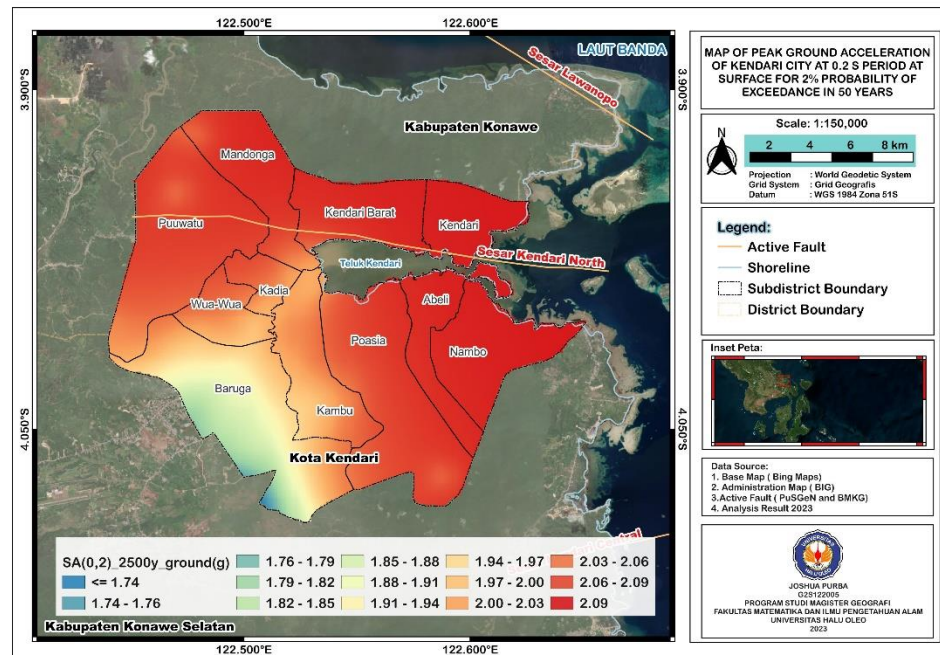 122.500°E
122.600°E
3.900°S
3.900°S
4.050°S
4.050°S
122.500°E
122.600°E
LAUT BANDA
Sesar Lawanopo
Kabupaten Konawe
Mandonga
Kendari Barat
Kendari
Puuwatu
Sesar Kendari North
Teluk Kendari
Kadia
Wua-Wua
Abeli
Poasia
Nambo
Baruga
Kambu
Kota Kendari
Kabupaten Konawe Selatan
SA(0,2)_2500y_ground(g)
<= 1.74
1.74 - 1.76
1.76 - 1.79
1.79 - 1.82
1.82 - 1.85
1.85 - 1.88
1.88 - 1.91
1.91 - 1.94
1.94 - 1.97
1.97 - 2.00
2.00 - 2.03
2.03 - 2.06
2.06 - 2.09
2.09
MAP OF PEAK GROUND ACCELERATION
OF KENDARI CITY AT 0.2 S PERIOD AT
SURFACE FOR 2% PROBABILITY OF
EXCEEDANCE IN 50 YEARS
N
Scale: 1:150,000
2 4 6 8 km
Projection : World Geodetic System
Grid System : Grid Geografis
Datum : WGS 1984 Zona 51S
Legend:
Active Fault
Shoreline
Subdistrict Boundary
District Boundary
Inset Peta:
Data Source:
1. Base Map ( Bing Maps)
2. Administration Map ( BIG)
3.Active Fault ( PuSGeN and BMKG)
4. Analysis Result 2023
UNIVERSITAS
HALU OLEO
JOSHUA PURBA
G2S122005
PROGRAM STUDI MAGISTER GEOGRAFI
FAKULTAS MATEMATIKA DAN ILMU PENGETAHUAN ALAM
UNIVERSITAS HALU OLEO
2023